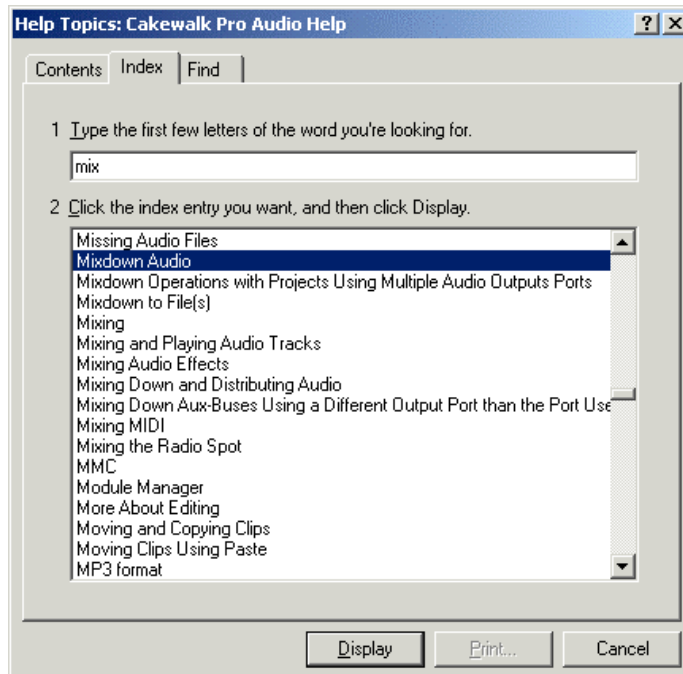 Help Topics: Cakewalk Pro Audio Help
Contents Index Find
1 Type the first few letters of the word you're looking for.
mix
2 Click the index entry you want, and then click Display.
Missing Audio Files
Mixdown Audio
Mixdown Operations with Projects Using Multiple Audio Outputs Ports
Mixdown to File(s)
Mixing
Mixing and Playing Audio Tracks
Mixing Audio Effects
Mixing Down and Distributing Audio
Mixing Down Aux-Buses Using a Different Output Port than the Port Use
Mixing MIDI
Mixing the Radio Spot
MMC
Module Manager
More About Editing
Moving and Copying Clips
Moving Clips Using Paste
MP3 format
Display Print... Cancel